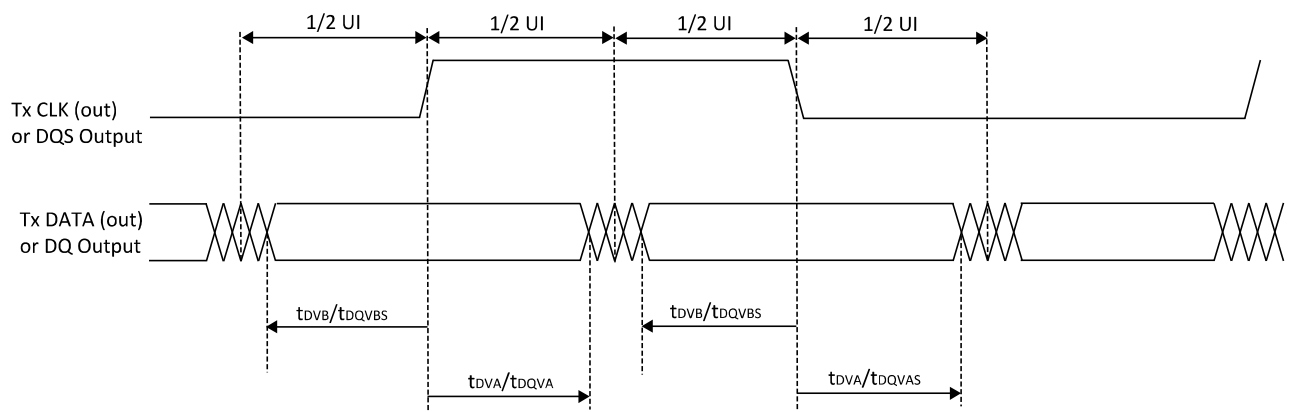 1/2 UI 1/2 UI 1/2 UI 1/2 UI
Tx CLK (out)
or DQS Output
Tx DATA (out)
or DQ Output
tDVB/tDQVBS tDVB/tDQVBS
tDVA/tDQVA tDVA/tDQVAS